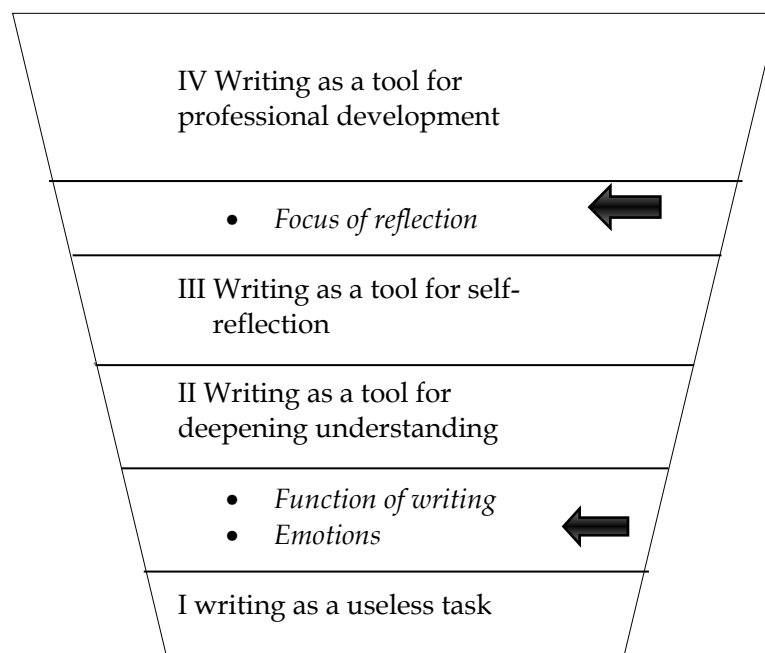 IV Writing as a tool for
professional development
• Focus of reflection
III Writing as a tool for self-
reflection
II Writing as a tool for
deepening understanding
• Function of writing
• Emotions
I writing as a useless task